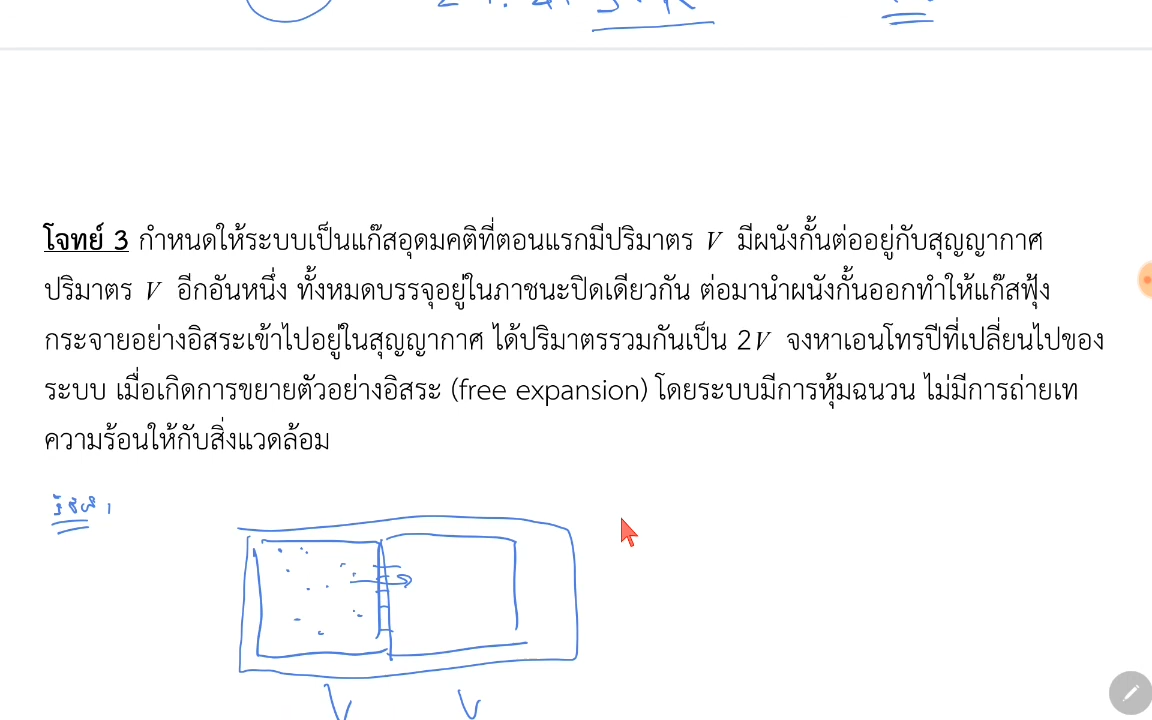 โจทย์ 3 กำหนดให้ระบบเป็นแก๊สอุดมคติที่ตอนแรกมีปริมาตร V มีผนังกั้นต่ออยู่กับสุญญากาศ
ปริมาตร V อีกอันหนึ่ง ทั้งหมดบรรจุอยู่ในภาชนะปิดเดียวกัน ต่อมานำผนังกั้นออกทำให้แก๊สฟุ้ง
กระจายอย่างอิสระเข้าไปอยู่ในสุญญากาศ ได้ปริมาตรรวมกันเป็น 2V จงหาเอนโทรปีที่เปลี่ยนไปของ
ระบบ เมื่อเกิดการขยายตัวอย่างอิสระ (free expansion) โดยระบบมีการหุ้มฉนวน ไม่มีการถ่ายเท
ความร้อนให้กับสิ่งแวดล้อม
วิธีที่ 1
V V